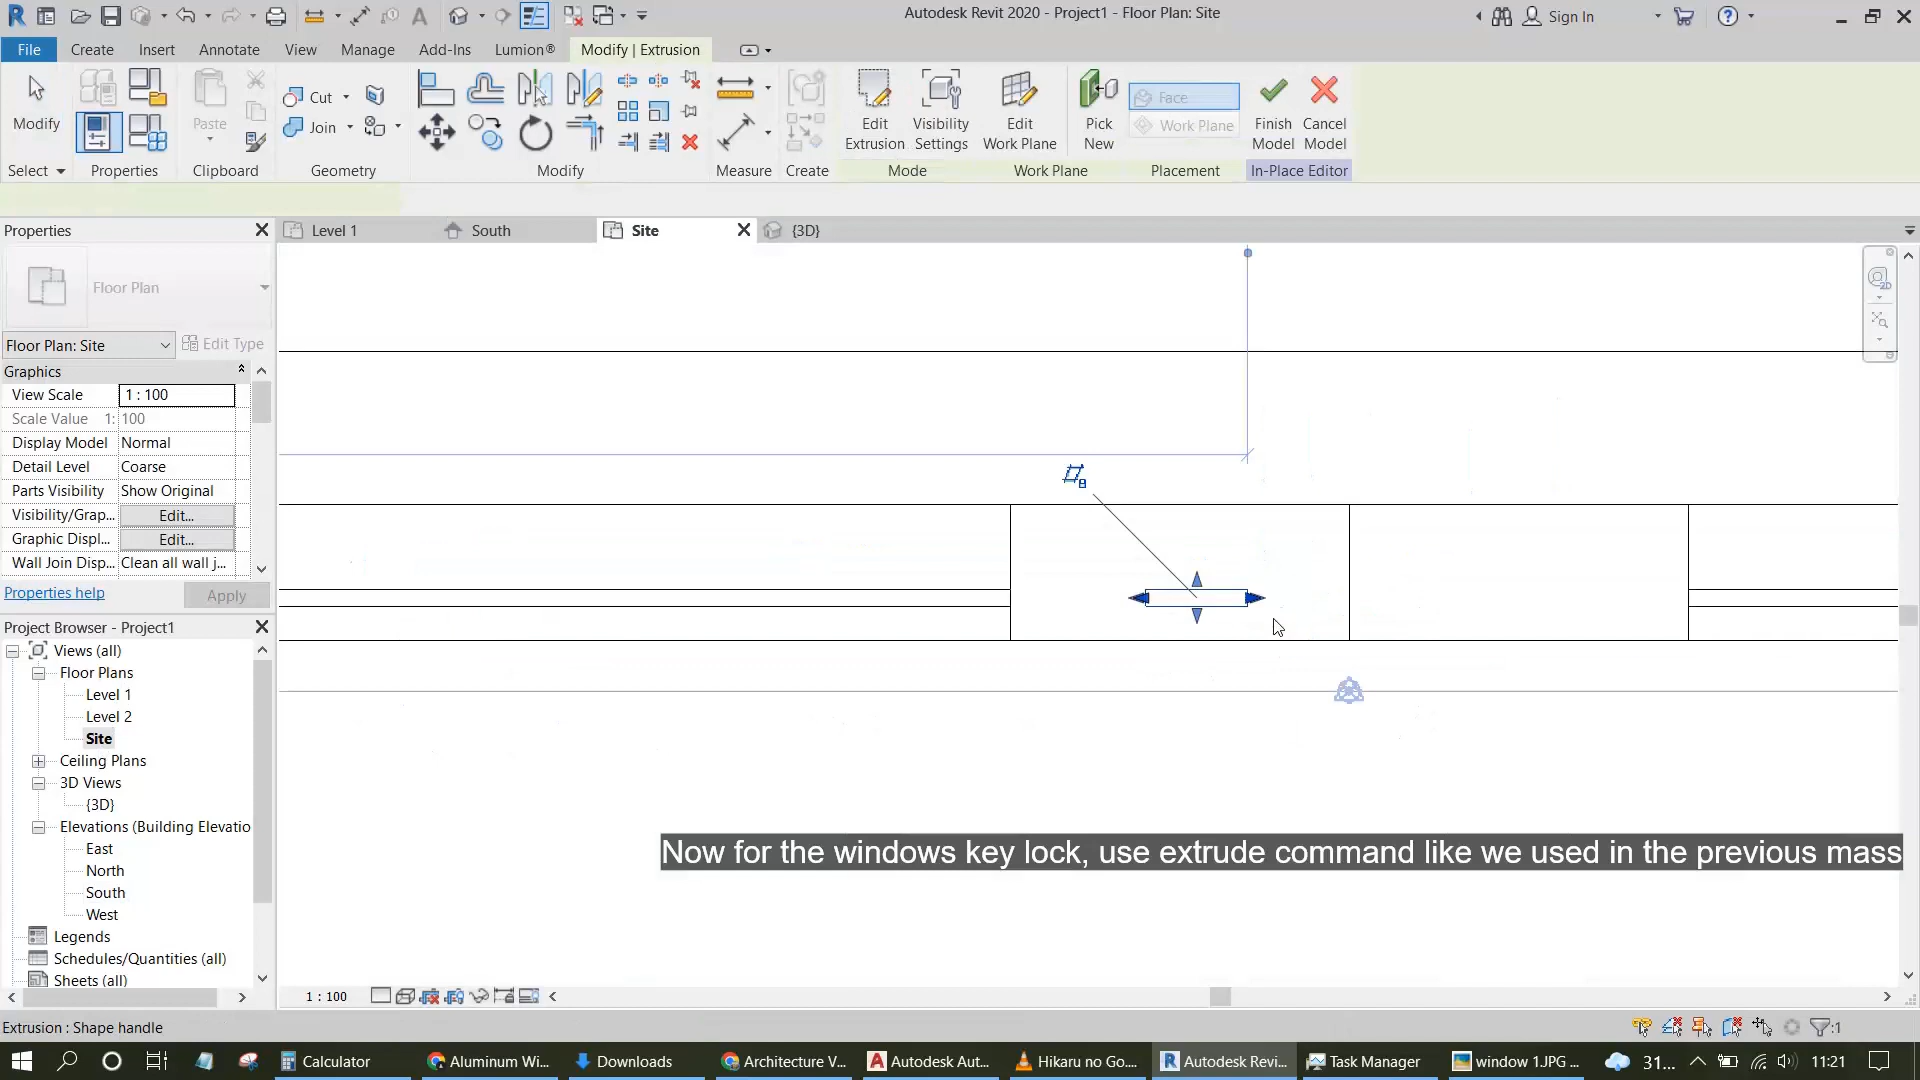 Autodesk Revit 2020 - Project1 - Floor Plan: Site
Sign In
File
Create
Insert
Annotate
View
Manage
Add-Ins
Lumion®
Modify | Extrusion
Modify
Paste
Cut
Join
Edit Extrusion
Visibility Settings
Edit Work Plane
Pick New
Face
Work Plane
Finish Model
Cancel Model
Select
Properties
Clipboard
Geometry
Modify
Measure
Create
Mode
Work Plane
Placement
In-Place Editor
Properties
Level 1
South
Site
{3D}
Floor Plan
Floor Plan: Site
Edit Type
Graphics
View Scale 1 : 100
Scale Value 1: 100
Display Model Normal
Detail Level Coarse
Parts Visibility Show Original
Visibility/Grap... Edit...
Graphic Displ... Edit...
Wall Join Disp... Clean all wall j...
Properties help
Apply
Project Browser - Project1
Views (all)
Floor Plans
Level 1
Level 2
Site
Ceiling Plans
3D Views
{3D}
Elevations (Building Elevatio
East
North
South
West
Legends
Schedules/Quantities (all)
Sheets (all)
2D
Now for the windows key lock, use extrude command like we used in the previous mass
1 : 100
Extrusion : Shape handle
:1
Calculator
Aluminum Wi...
Downloads
Architecture V...
Autodesk Aut...
Hikaru no Go...
Autodesk Revi...
Task Manager
window 1.JPG ...
31...
11:21